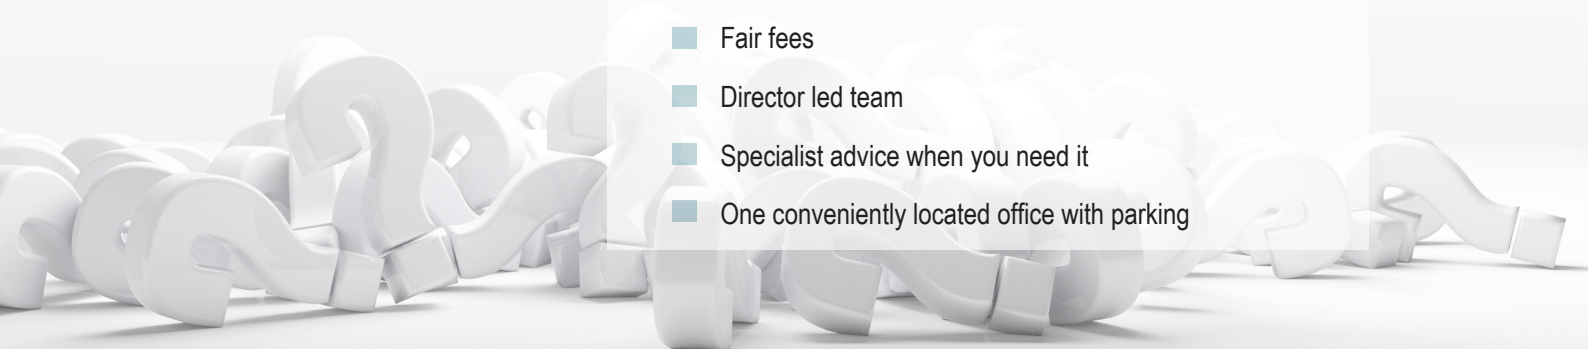 Fair fees
Director led team
Specialist advice when you need it
One conveniently located office with parking